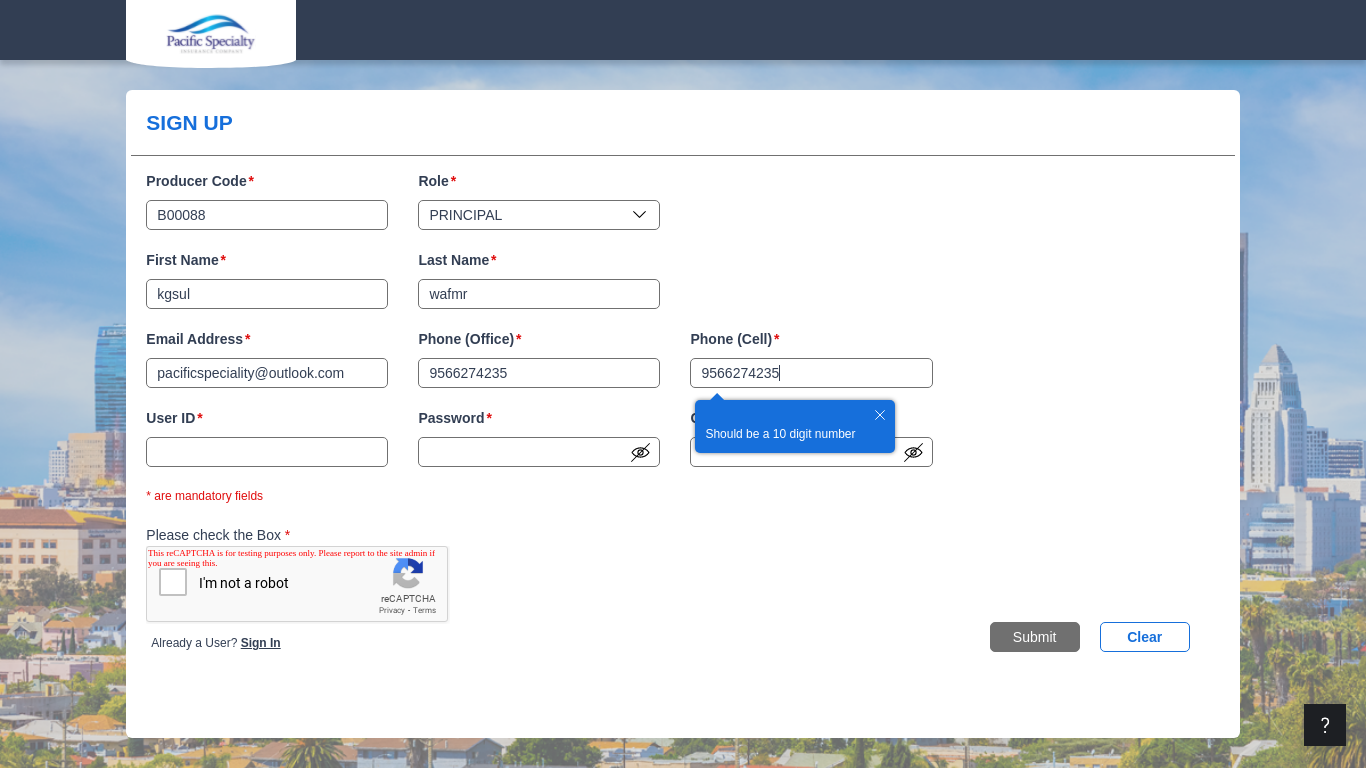 Pacific Specialty
INSURANCE COMPANY
SIGN UP
Producer Code* Role*
B00088 PRINCIPAL
First Name* Last Name*
kgsul wafmr
Email Address* Phone (Office)* Phone (Cell)*
pacificspeciality@outlook.com 9566274235 9566274235
User ID* Password*
Should be a 10 digit number
* are mandatory fields
Please check the Box *
This reCAPTCHA is for testing purposes only. Please report to the site admin if
you are seeing this.
I'm not a robot
reCAPTCHA
Privacy - Terms
Already a User? Sign In
Submit Clear
?